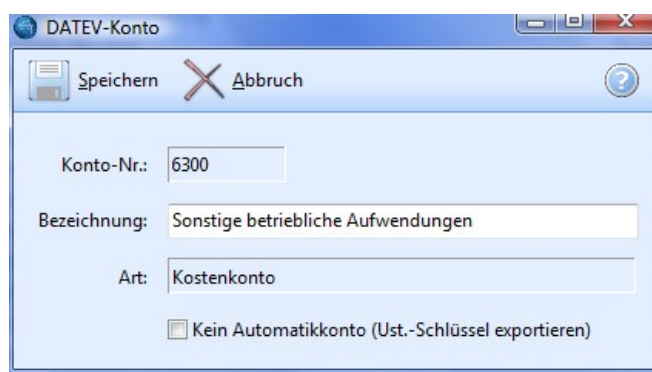 DATEV-Konto
Speichern Abbruch ?
Konto-Nr.: 6300
Bezeichnung: Sonstige betriebliche Aufwendungen
Art: Kostenkonto
Kein Automatikkonto (Ust.-Schlüssel exportieren)